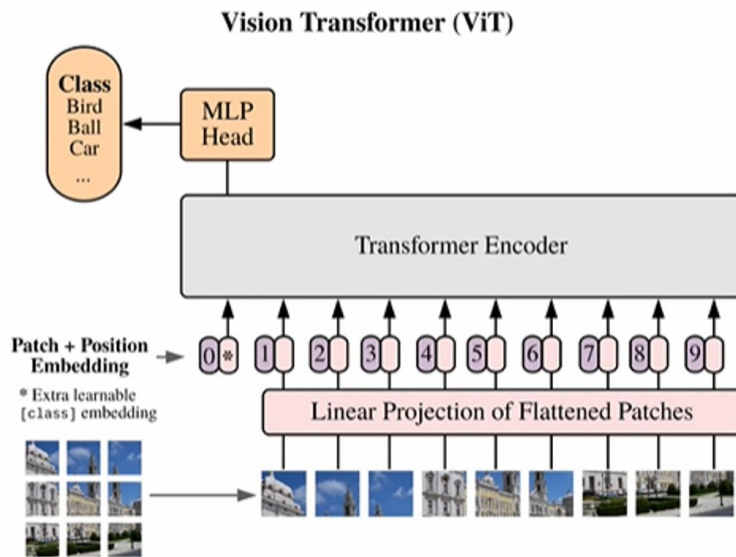 Vision Transformer (ViT)
Class
Bird
Ball
Car
...
MLP
Head
Transformer Encoder
Patch + Position
Embedding
0 * 1 2 3 4 5 6 7 8 9
* Extra learnable
[class] embedding
Linear Projection of Flattened Patches